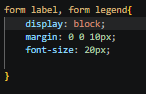 form label, form legend{
display: block;
margin: 0 0 10px;
font-size: 20px;
}